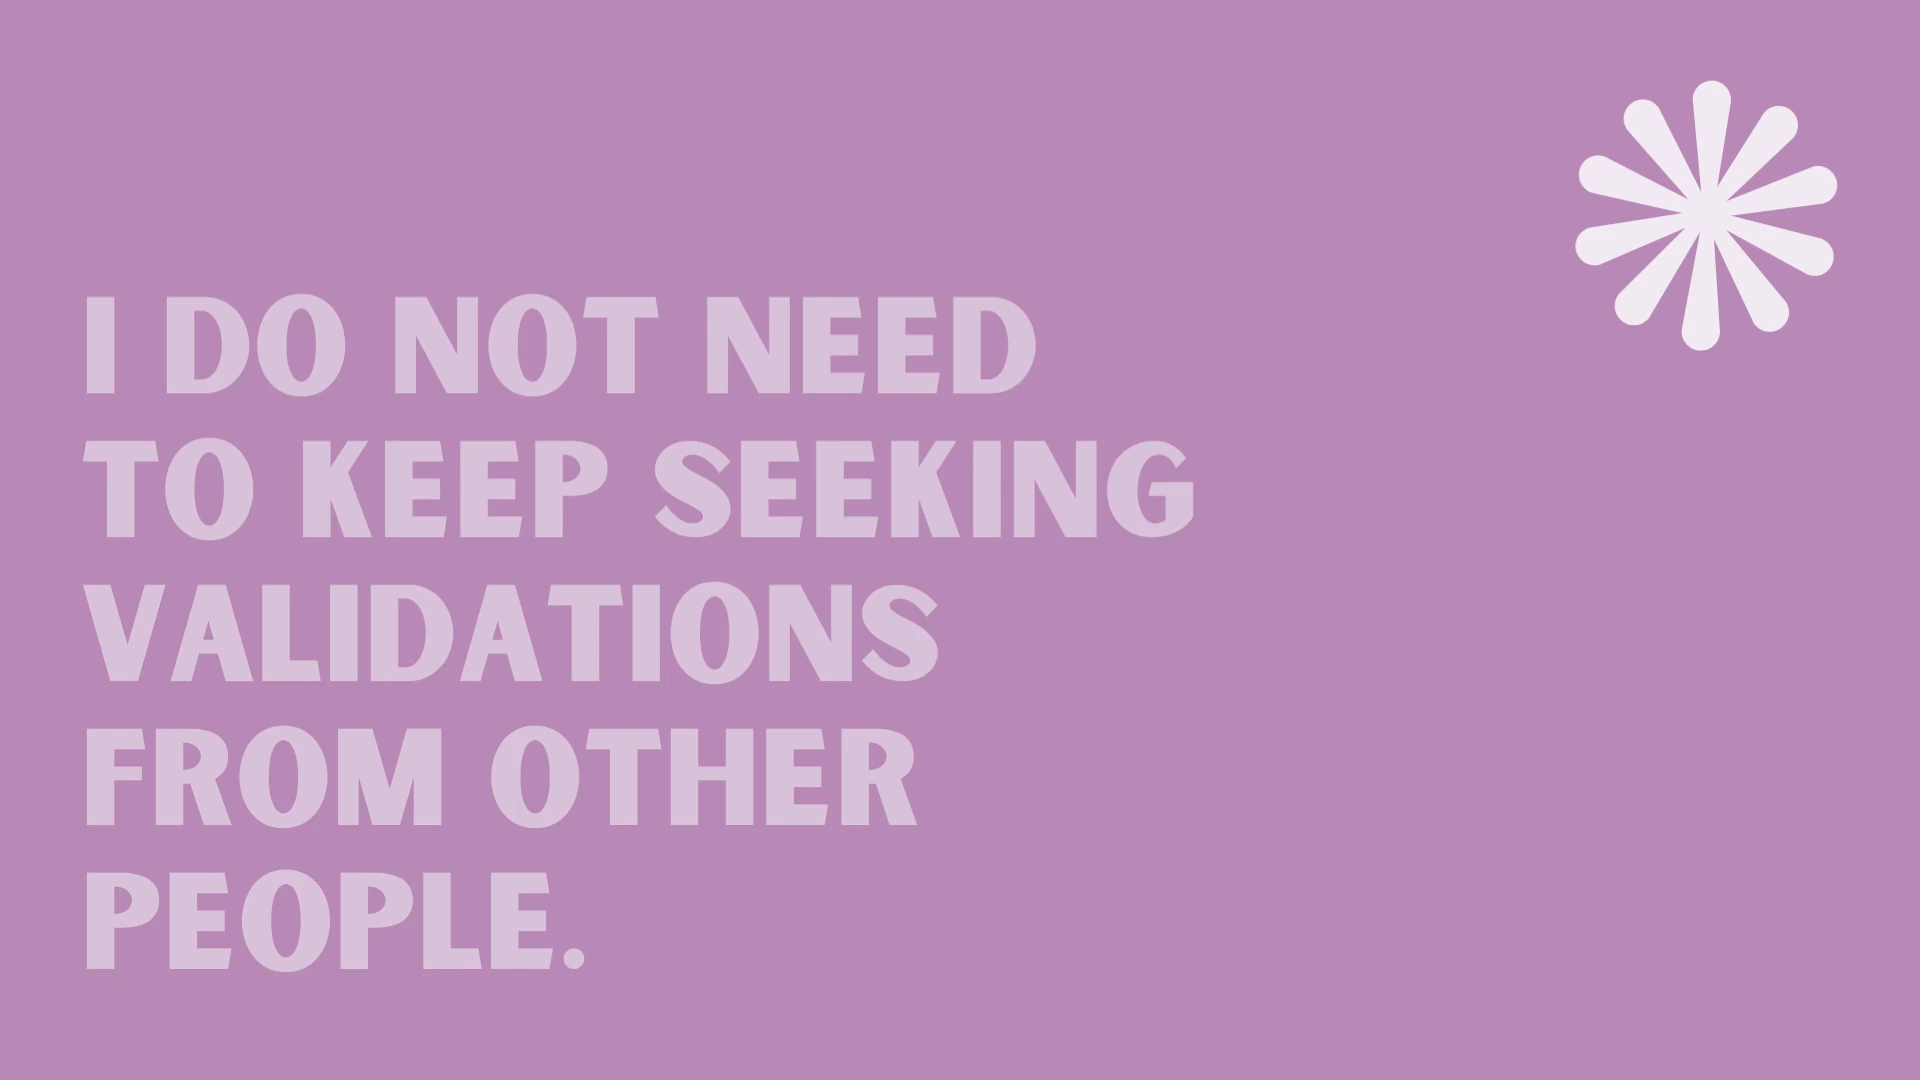 I DO NOT NEED
TO KEEP SEEKING
VALIDATIONS
FROM OTHER
PEOPLE.